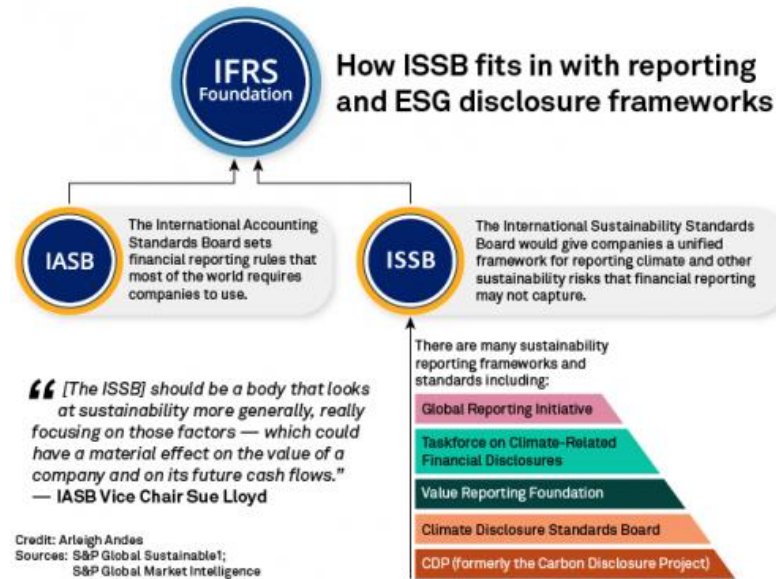 IFRS
Foundation
How ISSB fits in with reporting
and ESG disclosure frameworks
IASB
The International Accounting
Standards Board sets
financial reporting rules that
most of the world requires
companies to use.
ISSB
The International Sustainability Standards
Board would give companies a unified
framework for reporting climate and other
sustainability risks that financial reporting
may not capture.
“ [The ISSB] should be a body that looks
at sustainability more generally, really
focusing on those factors — which could
have a material effect on the value of a
company and on its future cash flows.”
— IASB Vice Chair Sue Lloyd
There are many sustainability
reporting frameworks and
standards including:
Global Reporting Initiative
Taskforce on Climate-Related
Financial Disclosures
Value Reporting Foundation
Climate Disclosure Standards Board
CDP (formerly the Carbon Disclosure Project)
Credit: Arleigh Andes
Sources: S&P Global Sustainable1;
S&P Global Market Intelligence